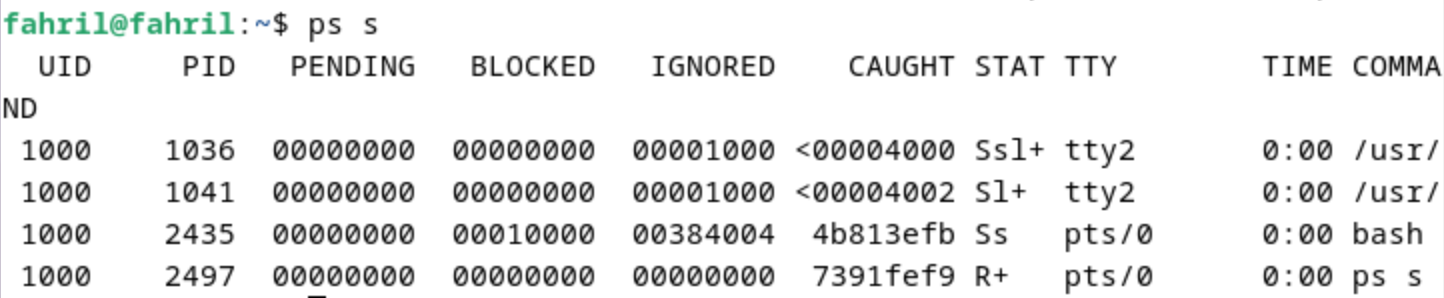 fahril@fahril:~$ ps s
  UID     PID   PENDING   BLOCKED   IGNORED    CAUGHT STAT TTY        TIME COMMA
ND
 1000    1036  00000000  00000000  00001000 <00004000 Ssl+ tty2       0:00 /usr/
 1000    1041  00000000  00000000  00001000 <00004002 Sl+  tty2       0:00 /usr/
 1000    2435  00000000  00010000  00384004  4b813efb Ss   pts/0      0:00 bash
 1000    2497  00000000  00000000  00000000  7391fef9 R+   pts/0      0:00 ps s